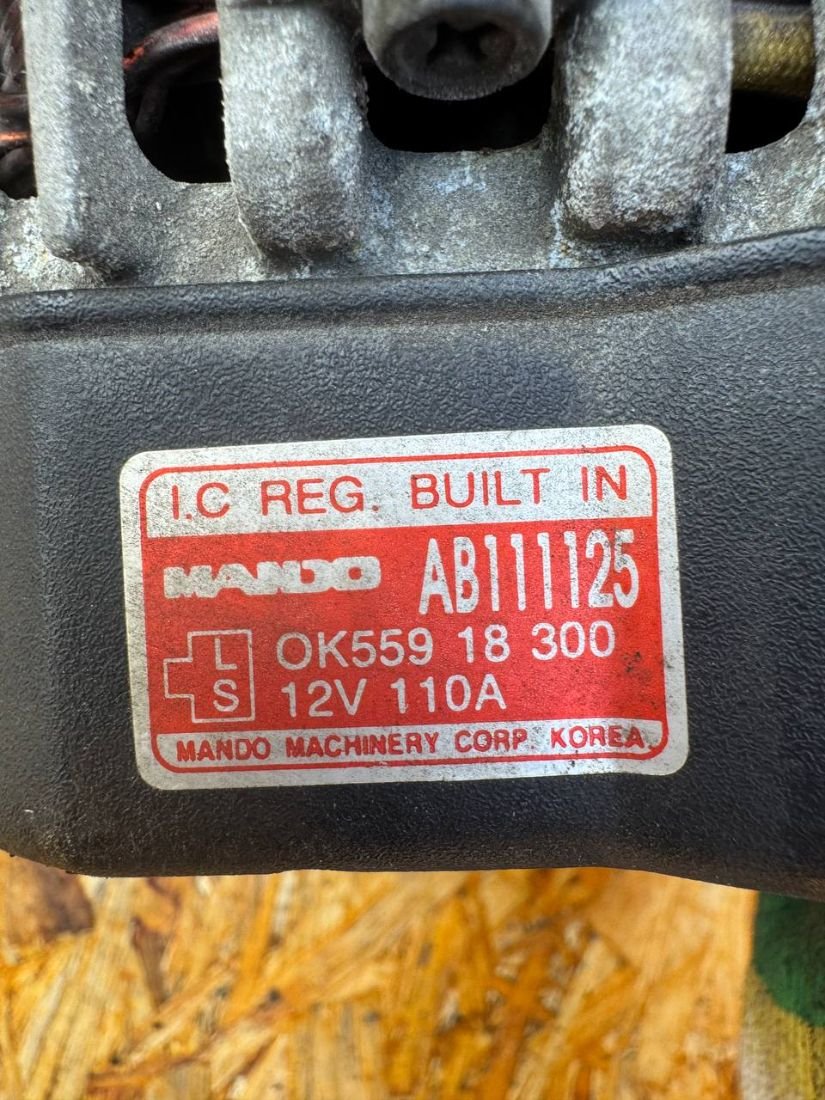 I.C REG. BUILT IN
MANDO AB111125
L OK559 18 300
S 12V 110A
MANDO MACHINERY CORP. KOREA